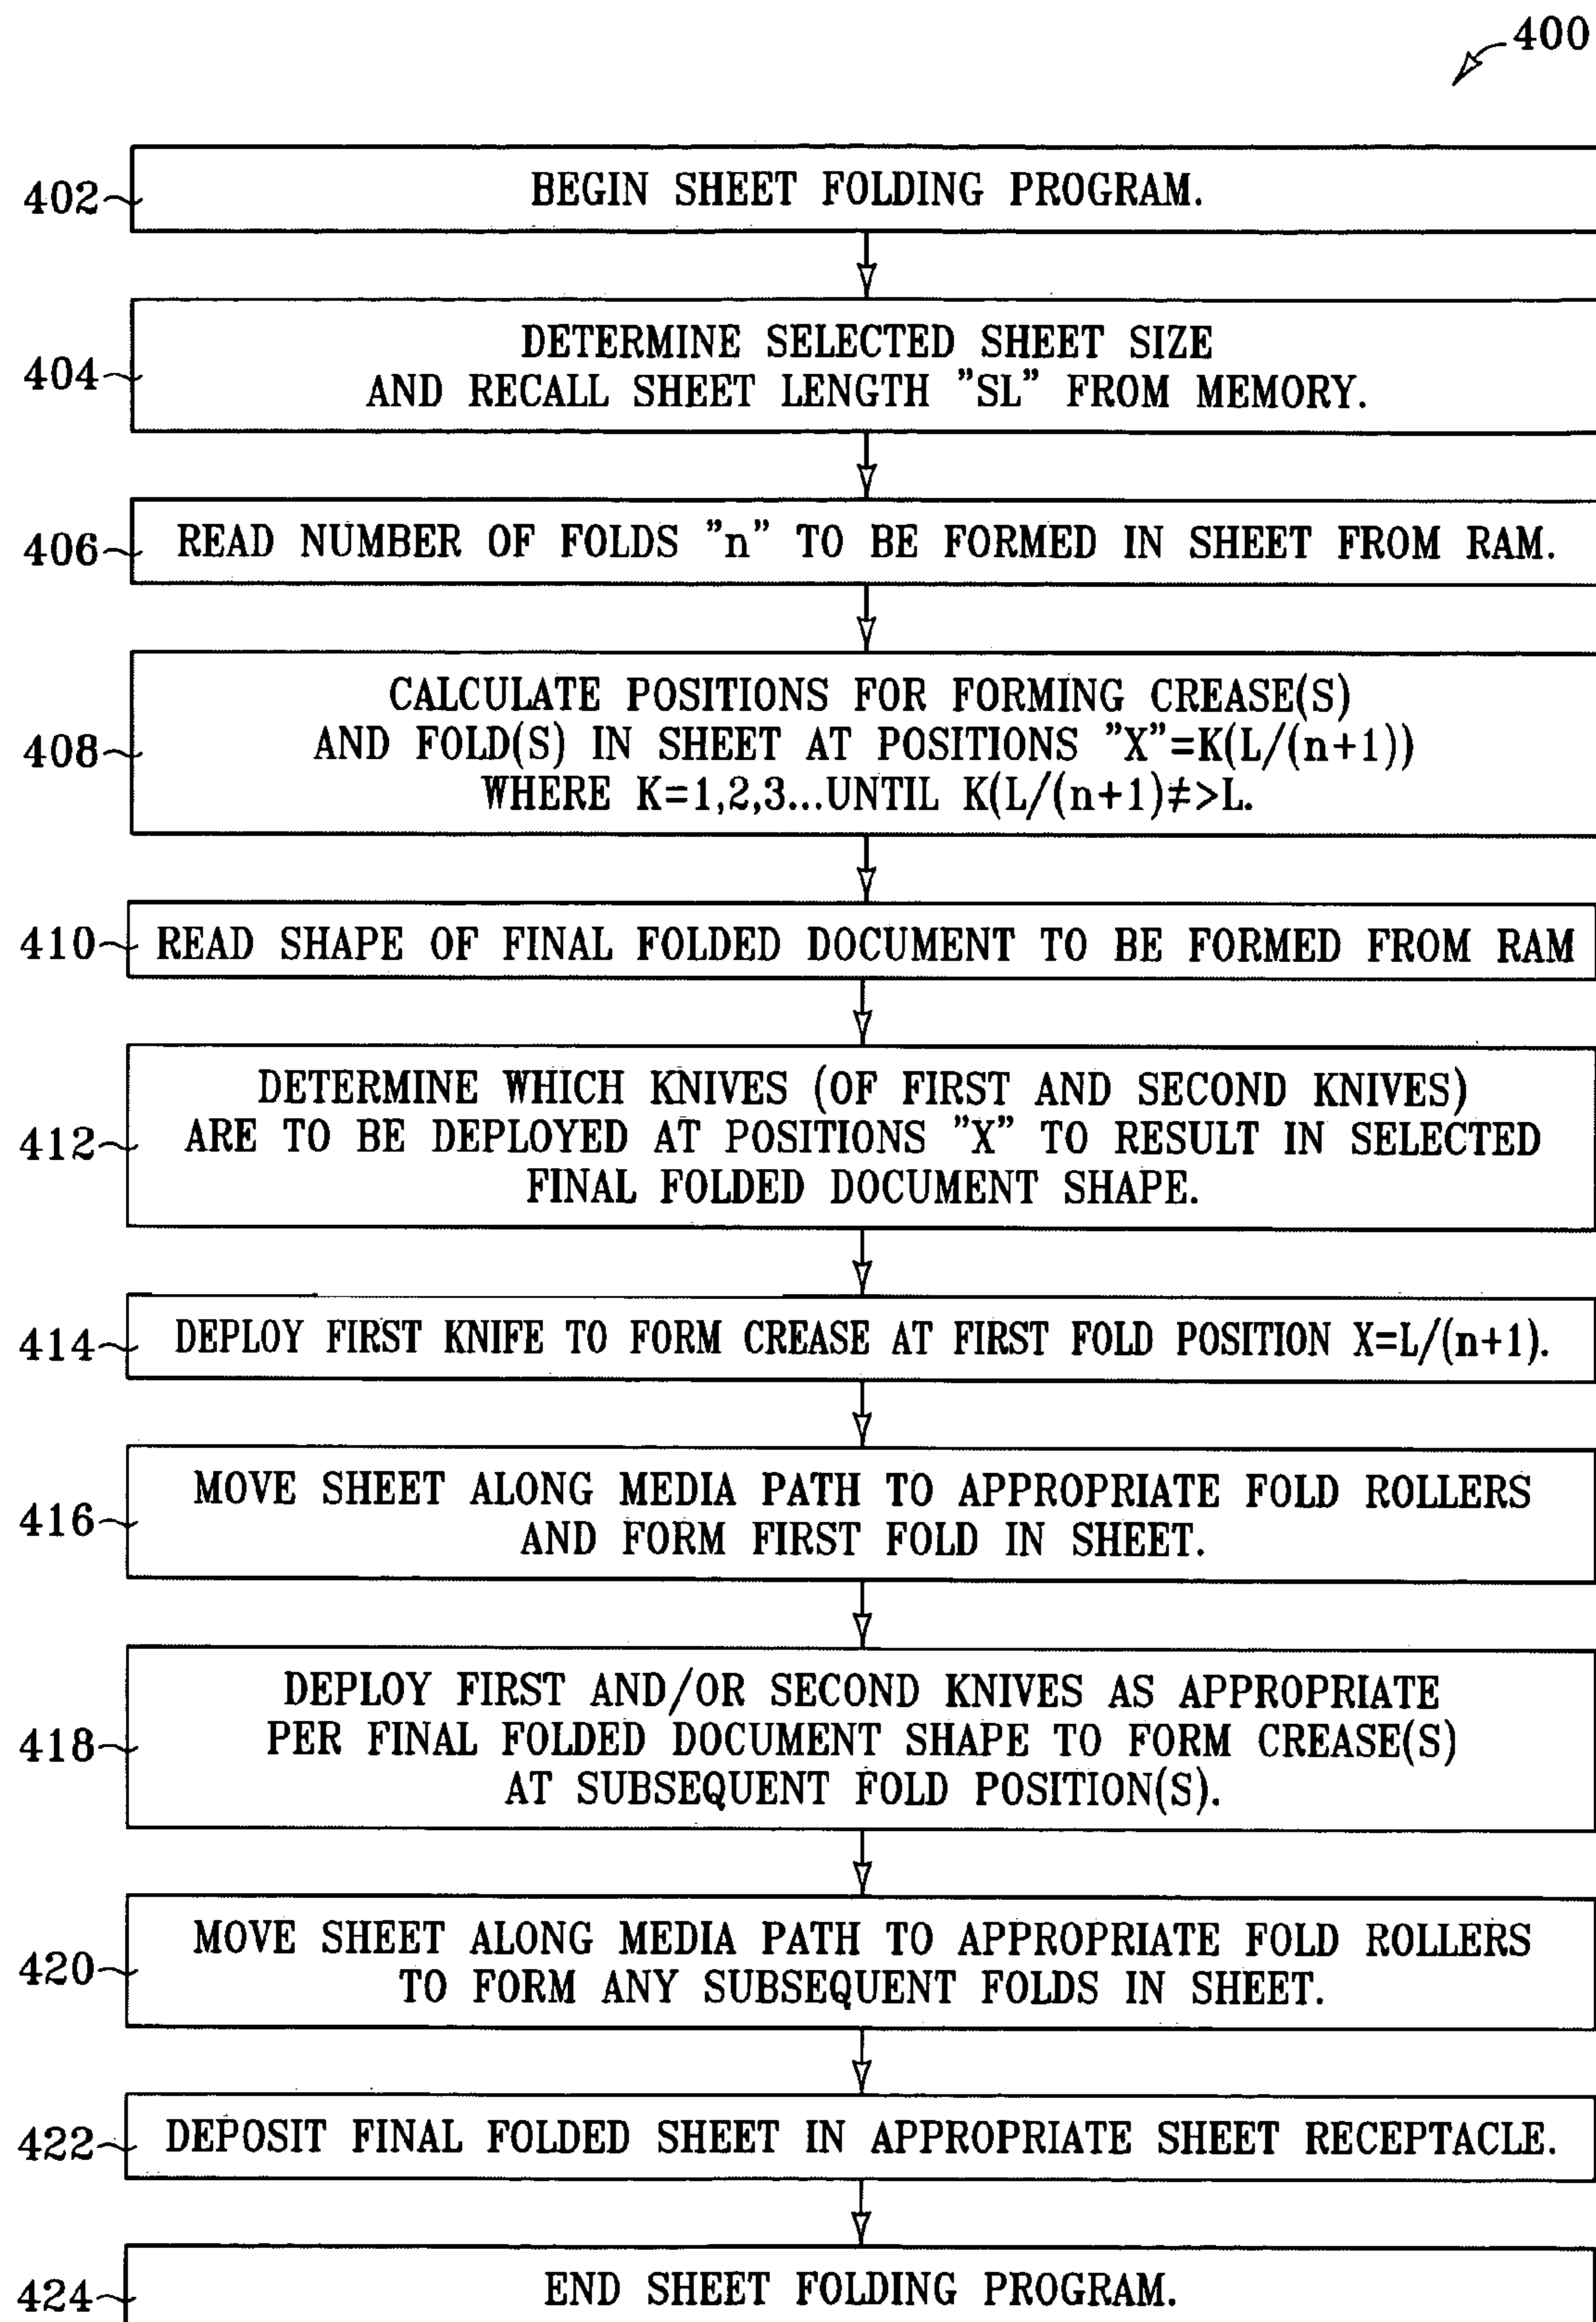 400
402
BEGIN SHEET FOLDING PROGRAM.
404
DETERMINE SELECTED SHEET SIZE
AND RECALL SHEET LENGTH "SL" FROM MEMORY.
406
READ NUMBER OF FOLDS "n" TO BE FORMED IN SHEET FROM RAM.
408
CALCULATE POSITIONS FOR FORMING CREASE(S)
AND FOLD(S) IN SHEET AT POSITIONS "X"=K(L/(n+1))
WHERE K=1,2,3...UNTIL K(L/(n+1)≠>L.
410
READ SHAPE OF FINAL FOLDED DOCUMENT TO BE FORMED FROM RAM
412
DETERMINE WHICH KNIVES (OF FIRST AND SECOND KNIVES)
ARE TO BE DEPLOYED AT POSITIONS "X" TO RESULT IN SELECTED
FINAL FOLDED DOCUMENT SHAPE.
414
DEPLOY FIRST KNIFE TO FORM CREASE AT FIRST FOLD POSITION X=L/(n+1).
416
MOVE SHEET ALONG MEDIA PATH TO APPROPRIATE FOLD ROLLERS
AND FORM FIRST FOLD IN SHEET.
418
DEPLOY FIRST AND/OR SECOND KNIVES AS APPROPRIATE
PER FINAL FOLDED DOCUMENT SHAPE TO FORM CREASE(S)
AT SUBSEQUENT FOLD POSITION(S).
420
MOVE SHEET ALONG MEDIA PATH TO APPROPRIATE FOLD ROLLERS
TO FORM ANY SUBSEQUENT FOLDS IN SHEET.
422
DEPOSIT FINAL FOLDED SHEET IN APPROPRIATE SHEET RECEPTACLE.
424
END SHEET FOLDING PROGRAM.